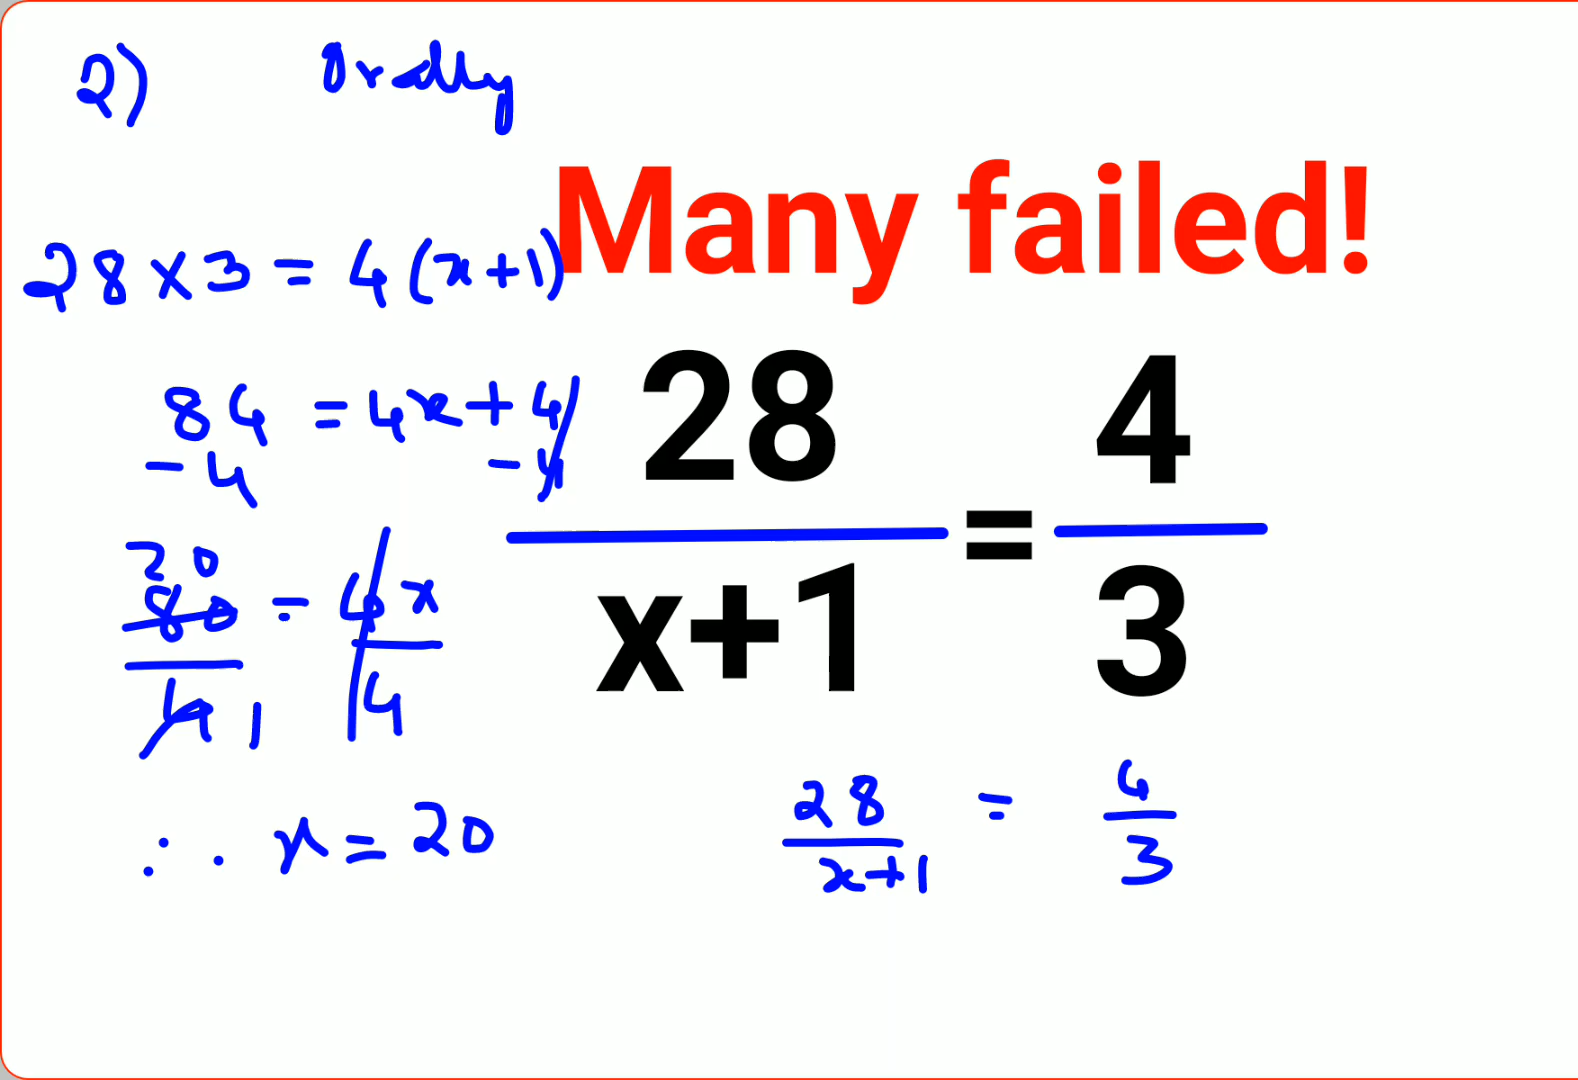 2) Orally
Many failed!
28 × 3 = 4 (x+1)
84 = 4x + 4
- 4 - 4
28 = 4
x+1 3
20
80 = 4x
4 1 4
∴ x = 20
28 = 4
x+1 3